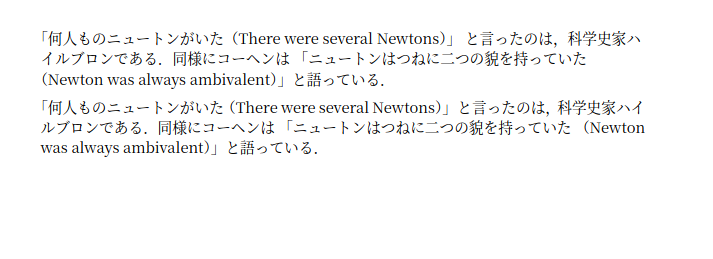 「何人ものニュートンがいた（There were several Newtons）」 と言ったのは，科学史家ハ
イルブロンである．同様にコーヘンは 「ニュートンはつねに二つの貌を持っていた
（Newton was always ambivalent）」と語っている．
「何人ものニュートンがいた（There were several Newtons）」と言ったのは，科学史家ハイ
ルブロンである．同様にコーヘンは 「ニュートンはつねに二つの貌を持っていた （Newton
was always ambivalent）」と語っている．